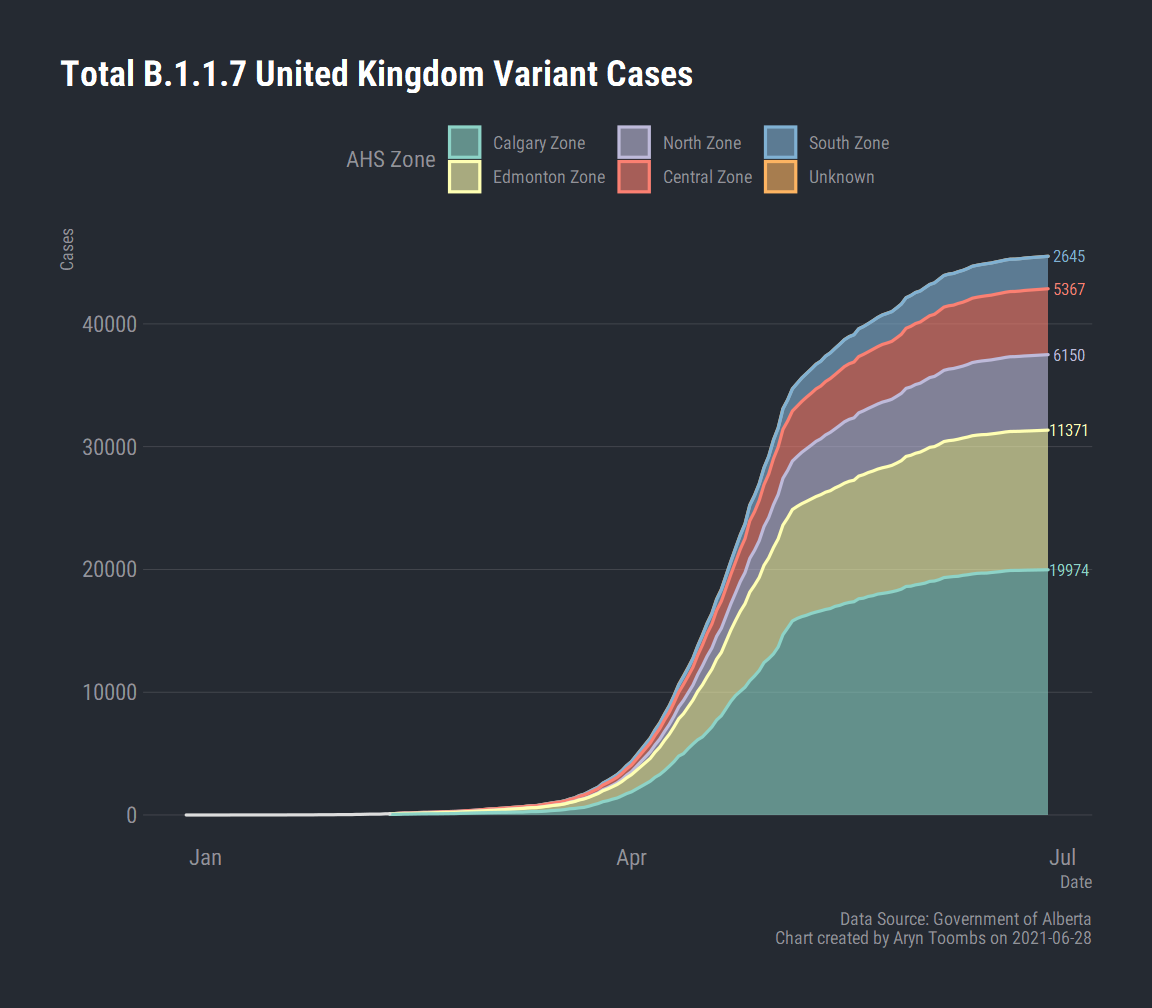 Total B.1.1.7 United Kingdom Variant Cases
AHS Zone
Calgary Zone
North Zone
South Zone
Edmonton Zone
Central Zone
Unknown
Cases
2645
5367
40000
6150
11371
30000
20000
19974
10000
0
Jan
Apr
Jul
Date
Data Source: Government of Alberta
Chart created by Aryn Toombs on 2021-06-28